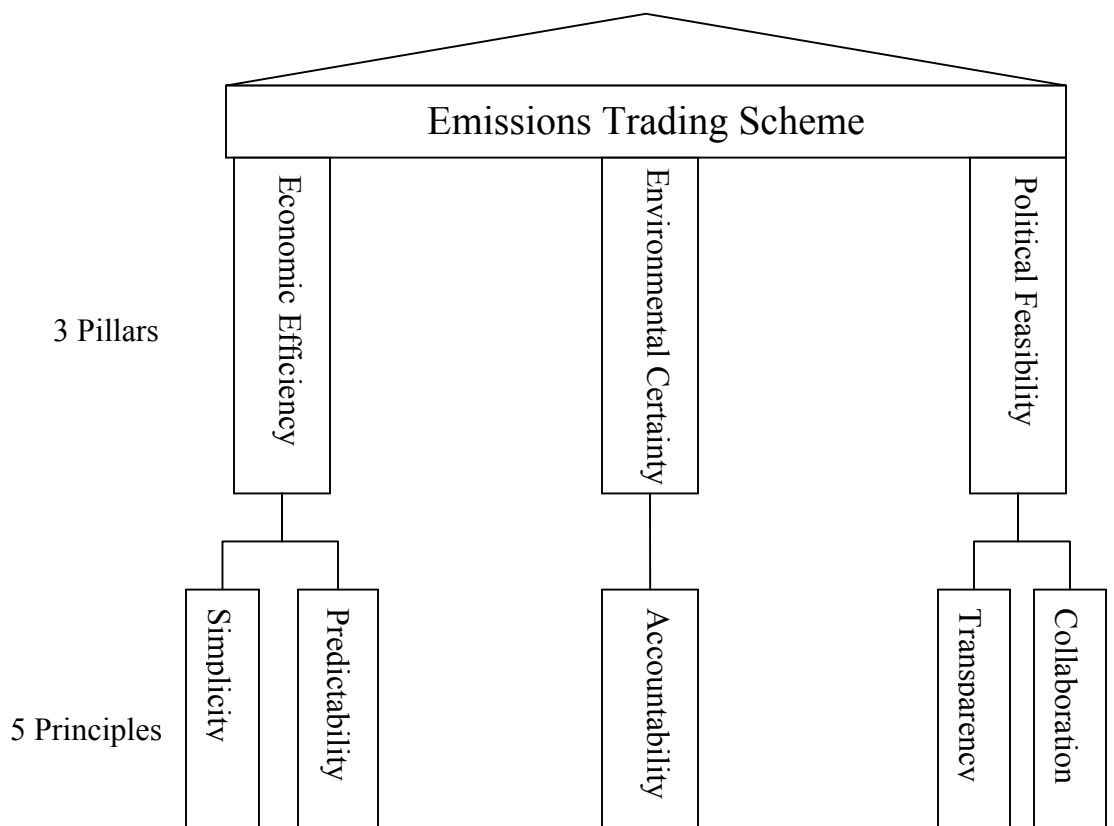 Emissions Trading Scheme
3 Pillars
Economic Efficiency
Environmental Certainty
Political Feasibility
5 Principles
Simplicity
Predictability
Accountability
Transparency
Collaboration